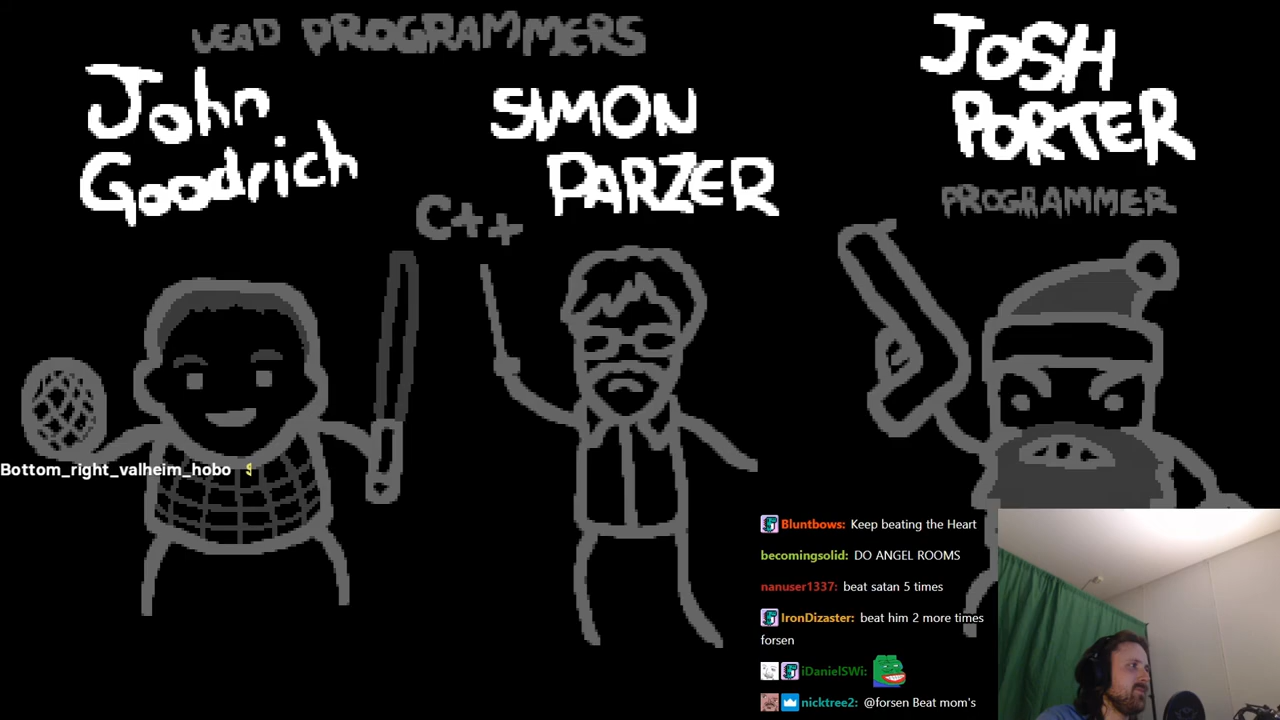 LEAD PROGRAMMERS
John
Goodrich
SIMON
PARZER
C++
JOSH
PORTER
PROGRAMMER
Bottom_right_valheim_hobo
Bluntbows: Keep beating the Heart
becomingsolid: DO ANGEL ROOMS
nanuser1337: beat satan 5 times
IronDizaster: beat him 2 more times
forsen
iDanielSWi:
nicktree2: @forsen Beat mom's